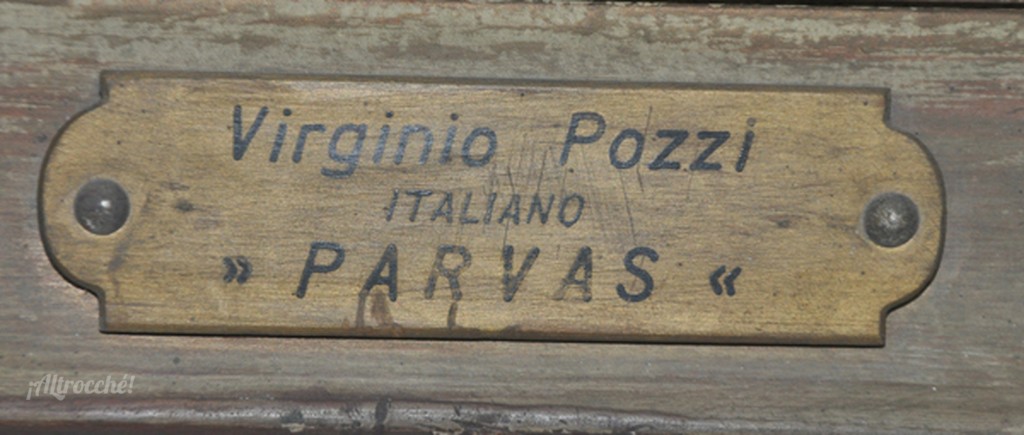 Virginio Pozzi
ITALIANO
» PARVAS «
¡Altrocché!